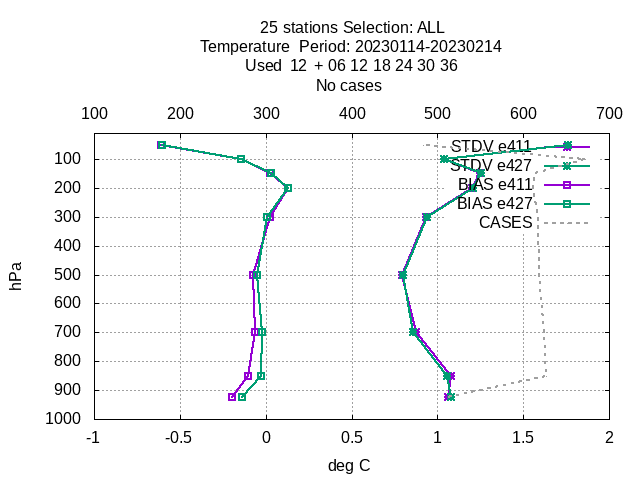 25 stations Selection: ALL
Temperature  Period: 20230114-20230214
Used  12  + 06 12 18 24 30 36
No cases
100 200 300 400 500 600 700
STDV e411
STDV e427
BIAS e411
BIAS e427
CASES
hPa
100
200
300
400
500
600
700
800
900
1000
-1 -0.5 0 0.5 1 1.5 2
deg C